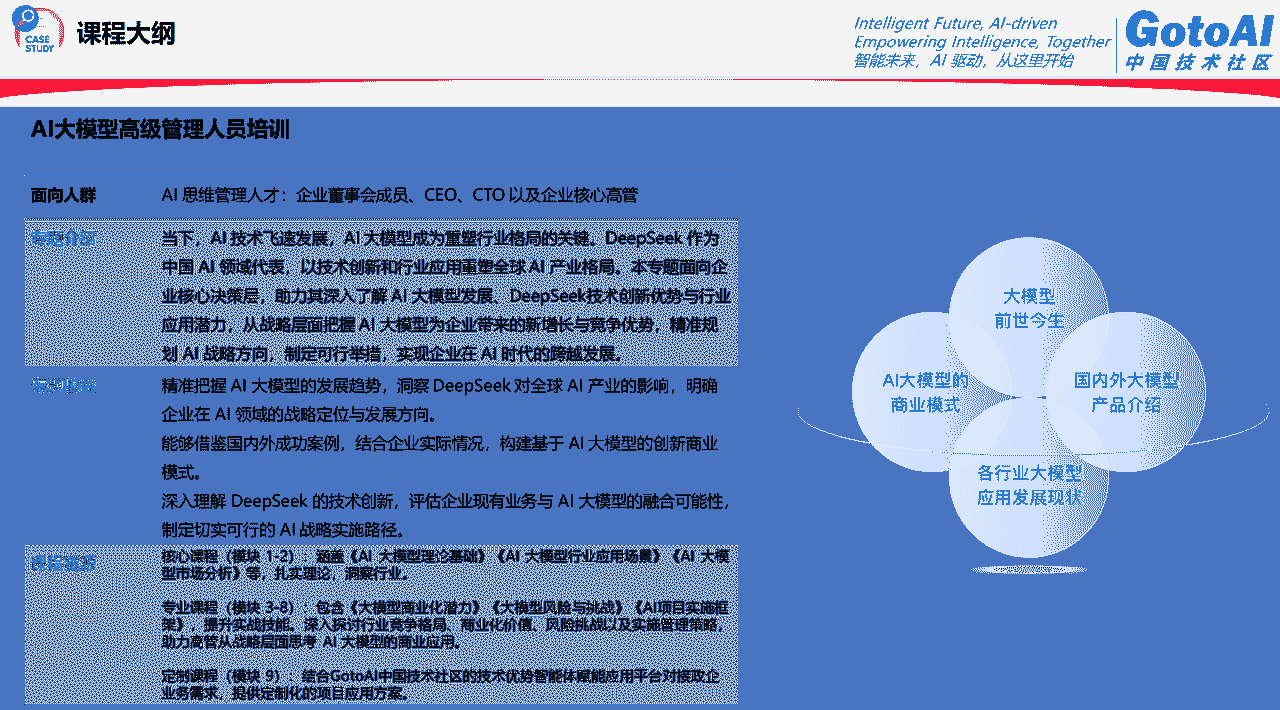 CASE
STUDY
课程大纲
Intelligent Future, AI-driven
Empowering Intelligence, Together
智能未来，AI 驱动，从这里开始
GotoAI
中国技术社区
AI大模型高级管理人员培训
面向人群
AI 思维管理人才：企业董事会成员、CEO、CTO 以及企业核心高管
当下，AI 技术飞速发展，AI 大模型成为重塑行业格局的关键。DeepSeek 作为
中国 AI 领域代表，以技术创新和行业应用重塑全球 AI 产业格局。本专题面向企
业核心决策层，助力其深入了解 AI 大模型发展、DeepSeek技术创新优势与行业
应用潜力，从战略层面把握 AI 大模型为企业带来的新增长与竞争优势，精准规
划 AI 战略方向，制定可行举措，实现企业在 AI 时代的跨越发展。
精准把握 AI 大模型的发展趋势，洞察 DeepSeek 对全球 AI 产业的影响，明确
企业在 AI 领域的战略定位与发展方向。
能够借鉴国内外成功案例，结合企业实际情况，构建基于 AI 大模型的创新商业
模式。
深入理解 DeepSeek 的技术创新，评估企业现有业务与 AI 大模型的融合可能性，
制定切实可行的 AI 战略实施路径。
核心课程（模块 1-2）：涵盖《AI 大模型理论基础》《AI 大模型行业应用场景》《AI 大模
型市场分析》等，扎实理论，洞察行业。
专业课程（模块 3-8）：包含《大模型商业化潜力》《大模型风险与挑战》《AI项目实施框
架》，提升实战技能。深入探讨行业竞争格局、商业化价值、风险挑战以及实施管理策略，
助力高管从战略层面思考 AI 大模型的商业应用。
定制课程（模块 9）：结合GotoAI中国技术社区的技术优势智能体赋能应用平台对接政企
业务需求，提供定制化的项目应用方案。
大模型
前世今生
AI大模型的
商业模式
国内外大模型
产品介绍
各行业大模型
应用发展现状